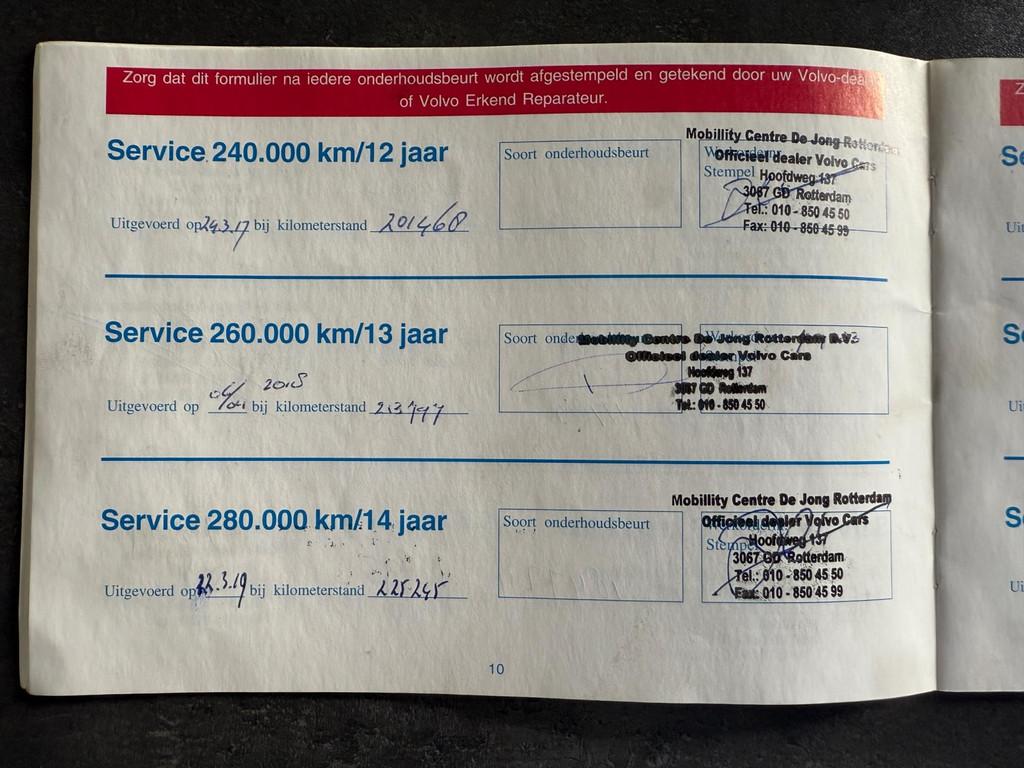 Zorg dat dit formulier na iedere onderhoudsbeurt wordt afgestempeld en getekend door uw Volvo-dea
of Volvo Erkend Reparateur.
Service 240.000 km/12 jaar
Soort onderhoudsbeurt
Mobillity Centre De Jong Rotterdam
Officieel dealer Volvo Cars
Stempel
Hoofdweg 137
3067 GD Rotterdam
Tel.: 010 - 850 45 50
Fax: 010 - 850 45 99
Uitgevoerd op 24.3.17 bij kilometerstand 201460
Service 260.000 km/13 jaar
Soort onde
Mobillity Centre De Jong Rotterdam B.V.
Officieel dealer Volvo Cars
Hoofdweg 137
3067 GD Rotterdam
Tel.: 010 - 850 45 50
Uitgevoerd op 2018 bij kilometerstand
Service 280.000 km/14 jaar
Soort onderhoudsbeurt
Mobillity Centre De Jong Rotterdam
Officieel dealer Volvo Cars
Stempel
Hoofdweg 137
3067 GD Rotterdam
Tel.: 010 - 850 45 50
Fax: 010 - 850 45 99
Uitgevoerd op 22.3.19 bij kilometerstand 225245
10